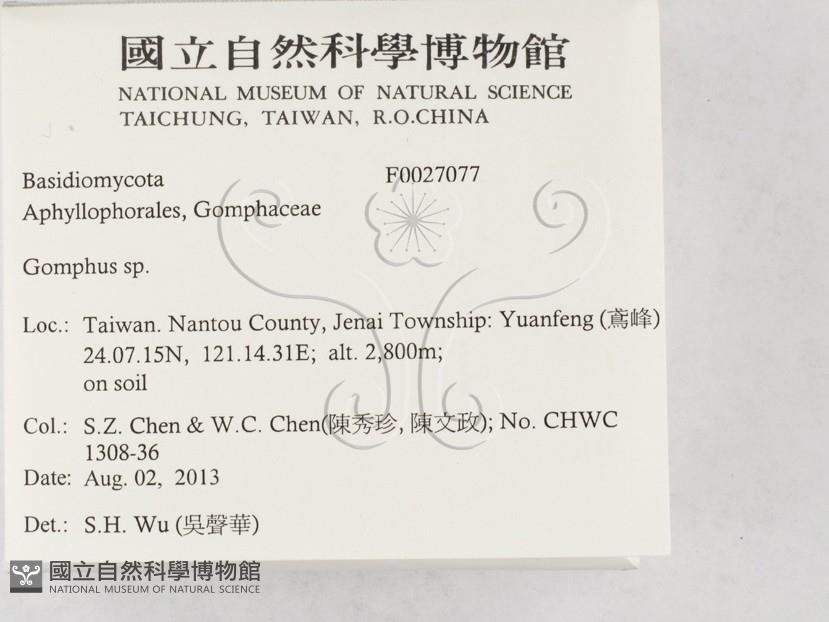 國立自然科學博物館
NATIONAL MUSEUM OF NATURAL SCIENCE
TAICHUNG, TAIWAN, R.O.CHINA
Basidiomycota F0027077
Aphyllophorales, Gomphaceae
Gomphus sp.
Loc.: Taiwan. Nantou County, Jenai Township: Yuanfeng (鳶峰)
24.07.15N, 121.14.31E; alt. 2,800m;
on soil
Col.: S.Z. Chen & W.C. Chen(陳秀珍, 陳文政); No. CHWC
1308-36
Date: Aug. 02, 2013
Det.: S.H. Wu (吳聲華)
國立自然科學博物館
NATIONAL MUSEUM OF NATURAL SCIENCE